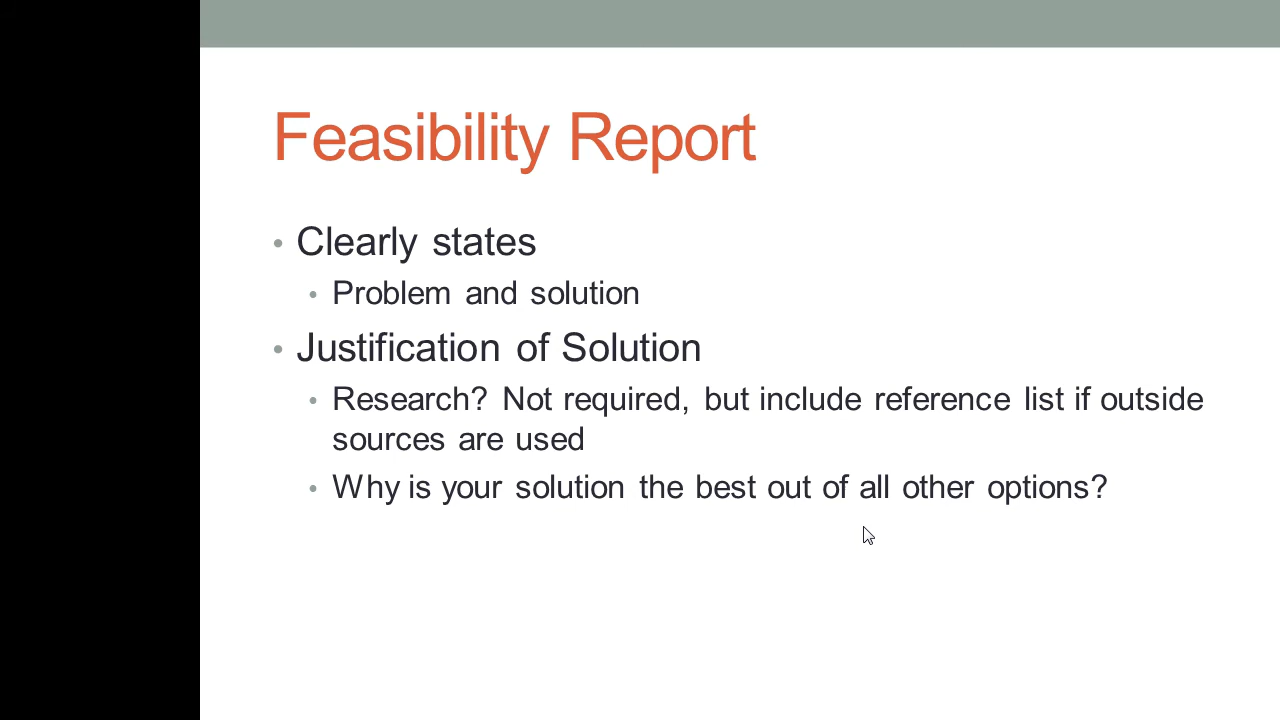 Feasibility Report
• Clearly states
• Problem and solution
• Justification of Solution
• Research? Not required, but include reference list if outside
sources are used
• Why is your solution the best out of all other options?